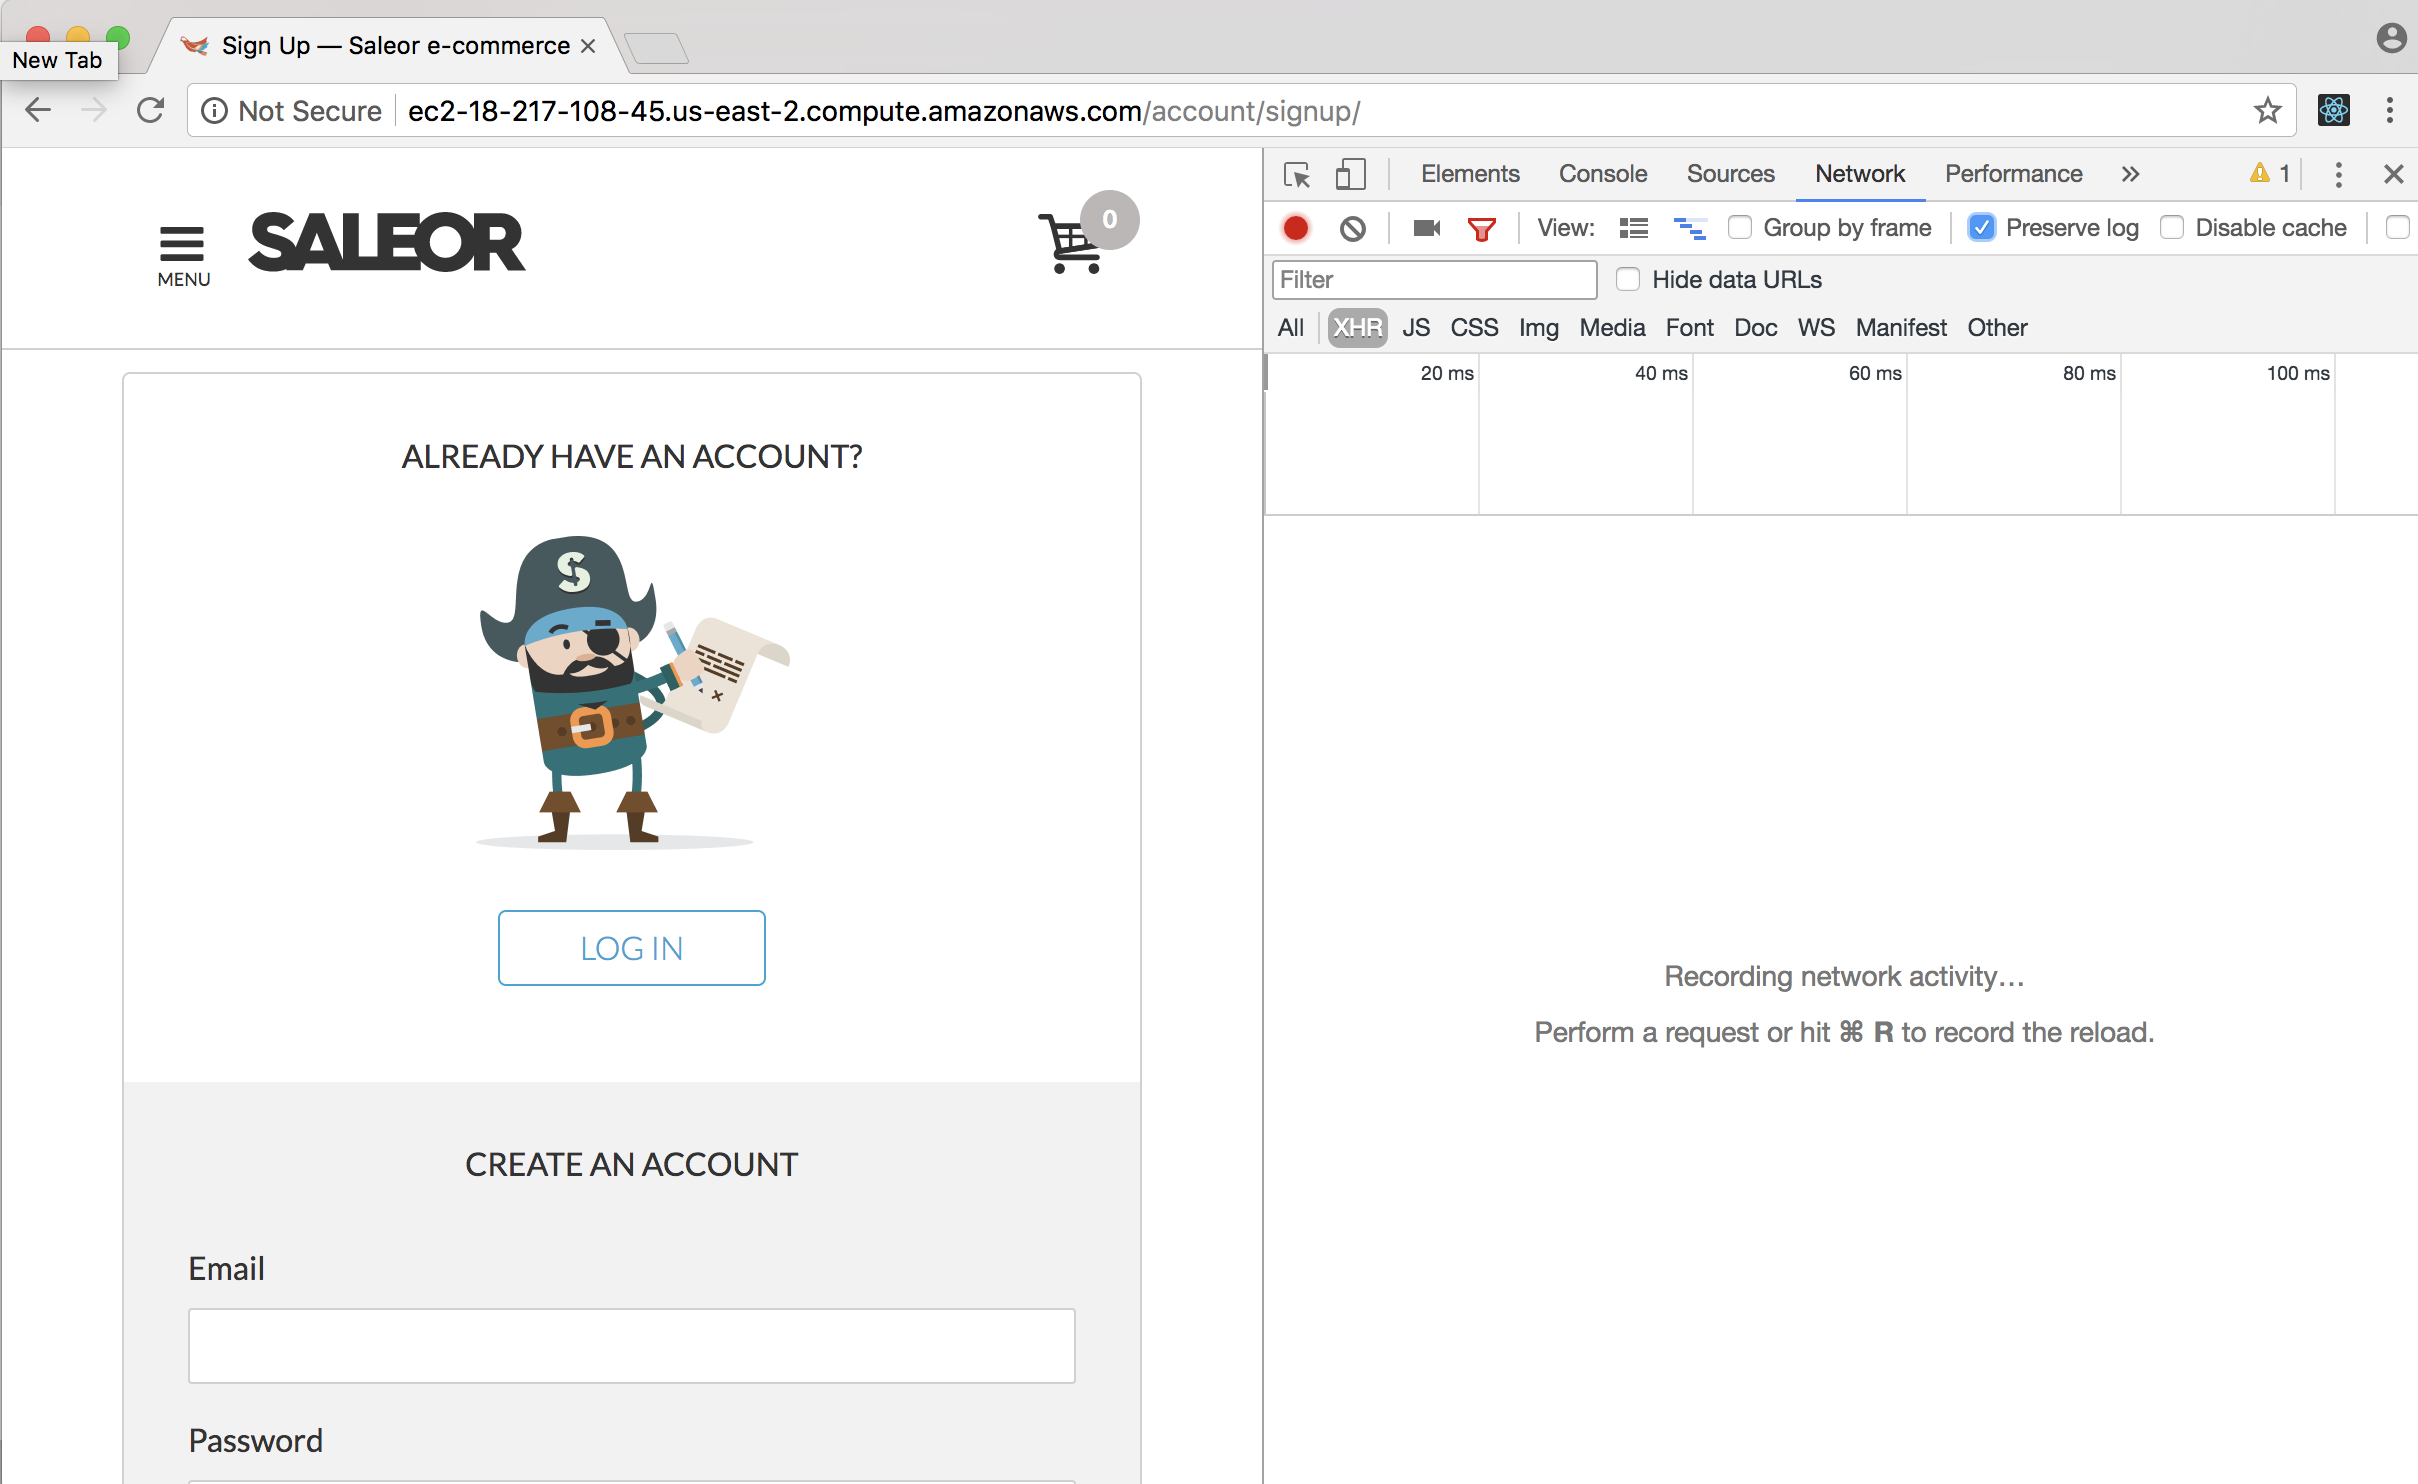 Sign Up — Saleor e-commerce
New Tab
Not Secure ec2-18-217-108-45.us-east-2.compute.amazonaws.com/account/signup/
MENU SALEOR 0
ALREADY HAVE AN ACCOUNT?
$
LOG IN
CREATE AN ACCOUNT
Email
Password
Elements Console Sources Network Performance » 1
View: Group by frame Preserve log Disable cache
Filter Hide data URLs
All XHR JS CSS Img Media Font Doc WS Manifest Other
20 ms 40 ms 60 ms 80 ms 100 ms
Recording network activity…
Perform a request or hit ⌘ R to record the reload.